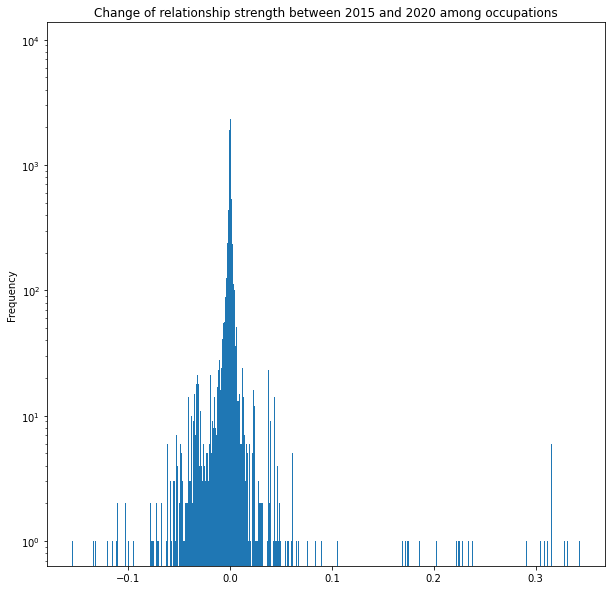 Change of relationship strength between 2015 and 2020 among occupations
10⁴
10³
10²
10¹
10⁰
Frequency
−0.1 0.0 0.1 0.2 0.3